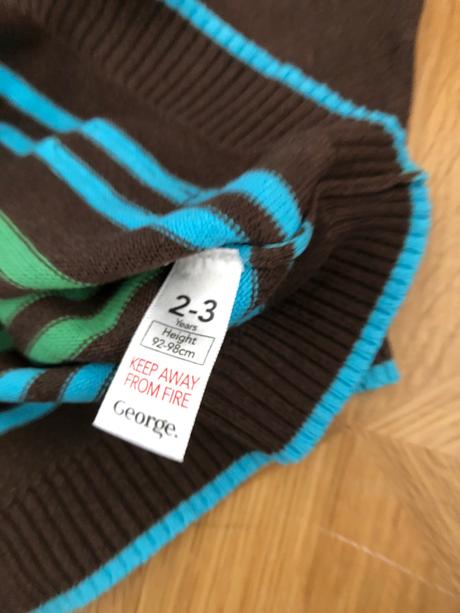 2-3
Years
Height
92-98cm
KEEP AWAY
FROM FIRE
George.